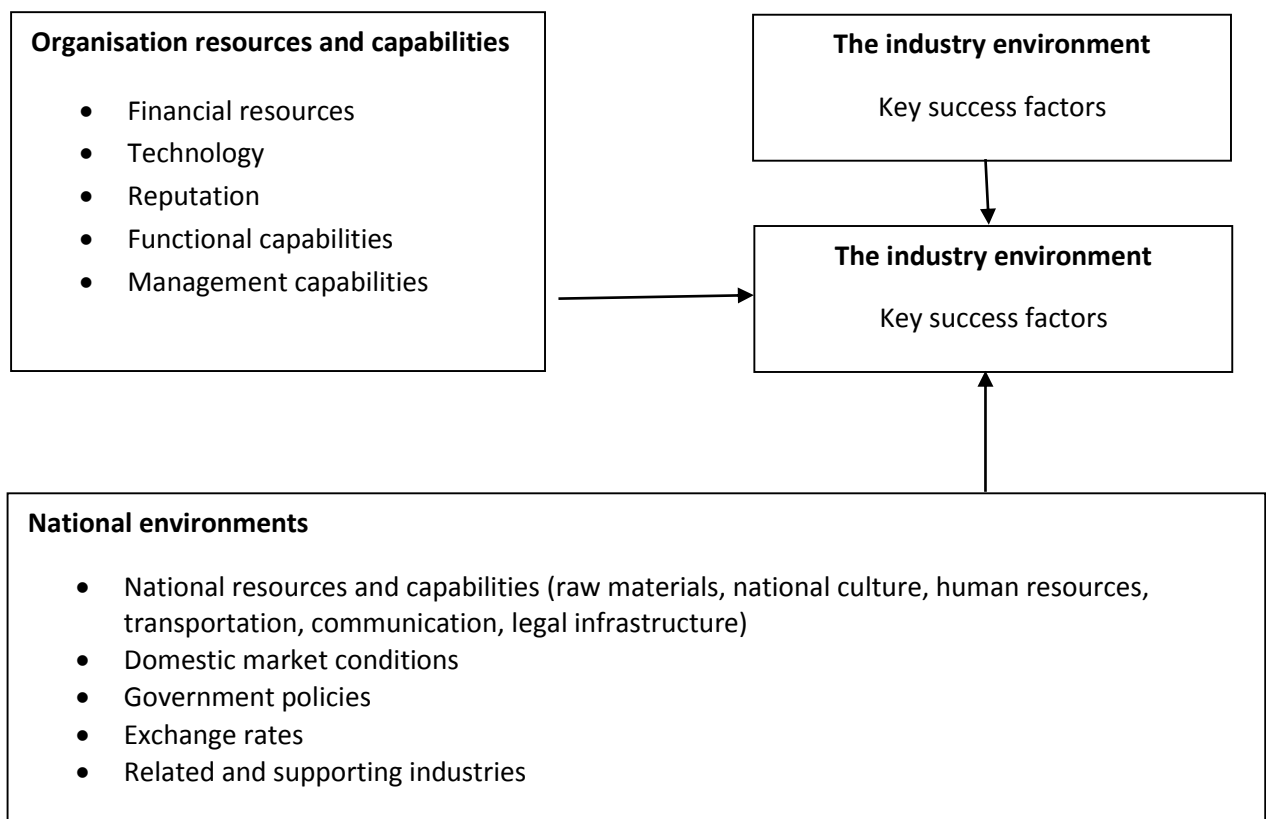 Organisation resources and capabilities
• Financial resources
• Technology
• Reputation
• Functional capabilities
• Management capabilities
The industry environment
Key success factors
The industry environment
Key success factors
National environments
• National resources and capabilities (raw materials, national culture, human resources,
transportation, communication, legal infrastructure)
• Domestic market conditions
• Government policies
• Exchange rates
• Related and supporting industries